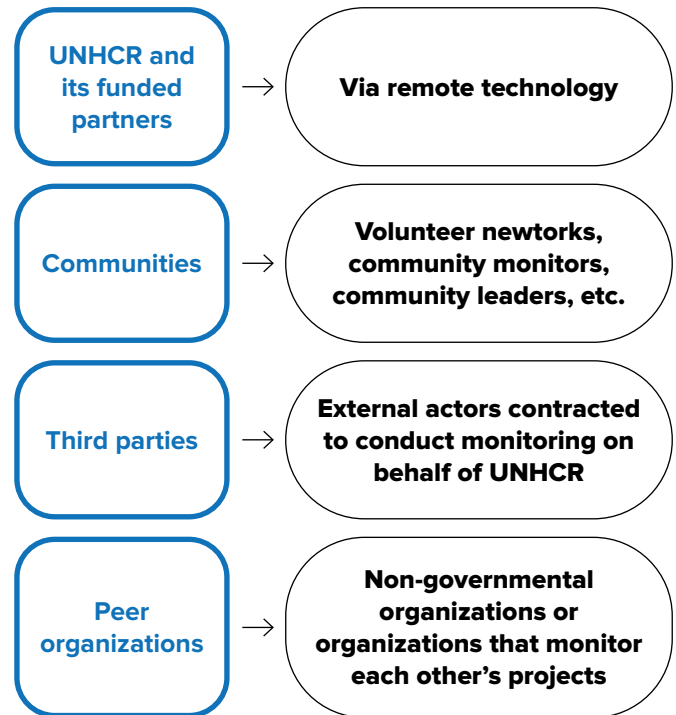 UNHCR and
its funded
partners
Via remote technology
Communities
Volunteer newtorks,
community monitors,
community leaders, etc.
Third parties
External actors contracted
to conduct monitoring on
behalf of UNHCR
Peer
organizations
Non-governmental
organizations or
organizations that monitor
each other’s projects